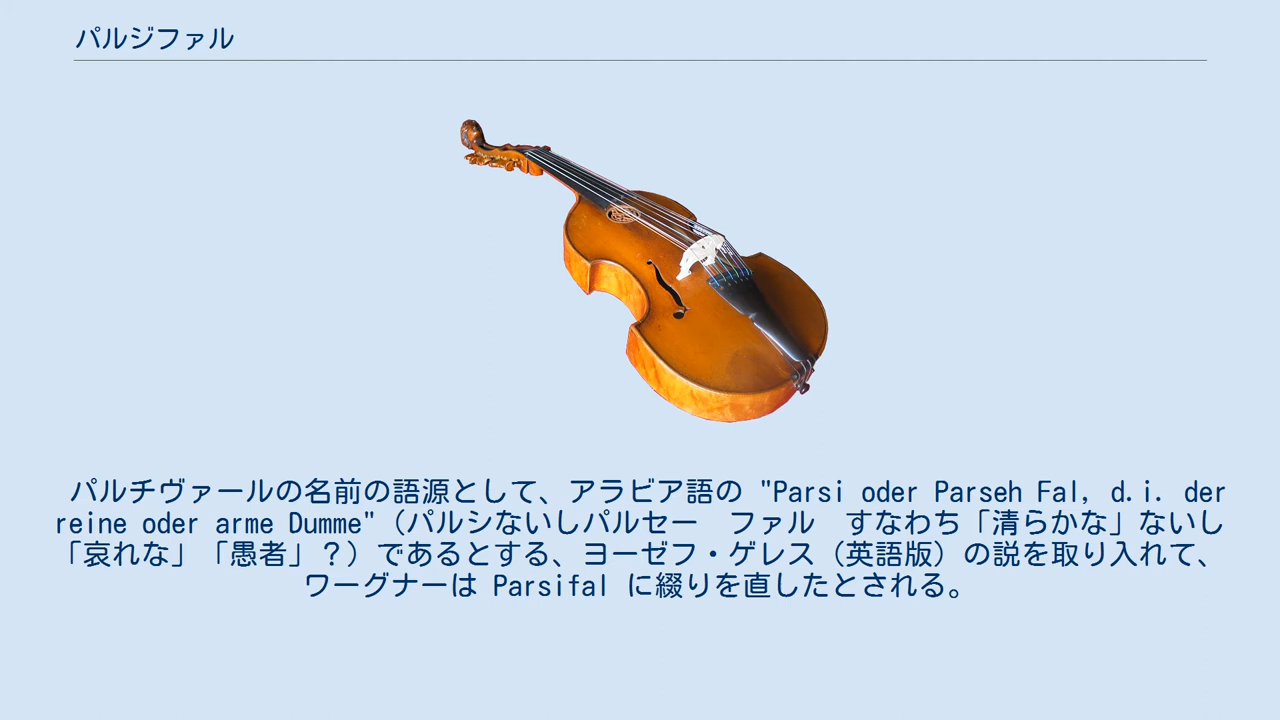 パルジファル
パルチヴァールの名前の語源として、アラビア語の "Parsi oder Parseh Fal, d.i. der
reine oder arme Dumme"（パルシないしパルセー　ファル　すなわち「清らかな」ないし
「哀れな」「愚者」？）であるとする、ヨーゼフ・ゲレス（英語版）の説を取り入れて、
ワーグナーは Parsifal に綴りを直したとされる。